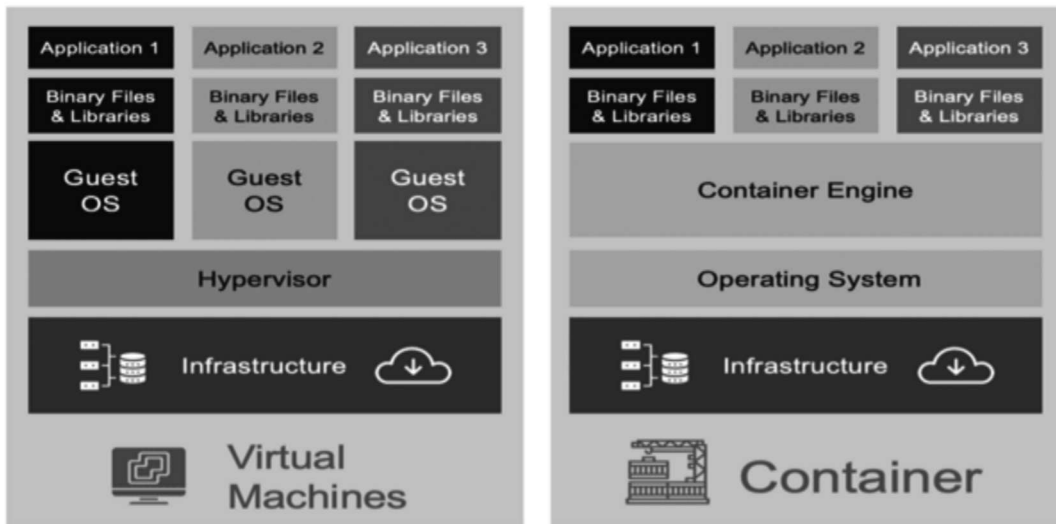 Application 1
Application 2
Application 3
Binary Files
& Libraries
Binary Files
& Libraries
Binary Files
& Libraries
Guest
OS
Guest
OS
Guest
OS
Hypervisor
Infrastructure
Virtual
Machines
Application 1
Application 2
Application 3
Binary Files
& Libraries
Binary Files
& Libraries
Binary Files
& Libraries
Container Engine
Operating System
Infrastructure
Container